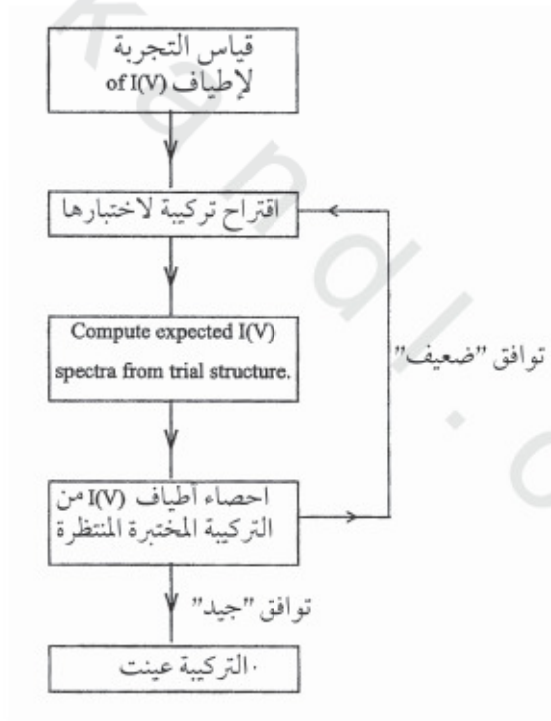 قياس التجربة
لإطياف of I(V)
اقتراح تركيبة لاختبارها
Compute expected I(V)
spectra from trial structure.
توافق "ضعيف"
احصاء أطياف I(V) من
التركيبة المختبرة المنتظرة
توافق "جيد"
التركيبة عينت.
k a n d l . c